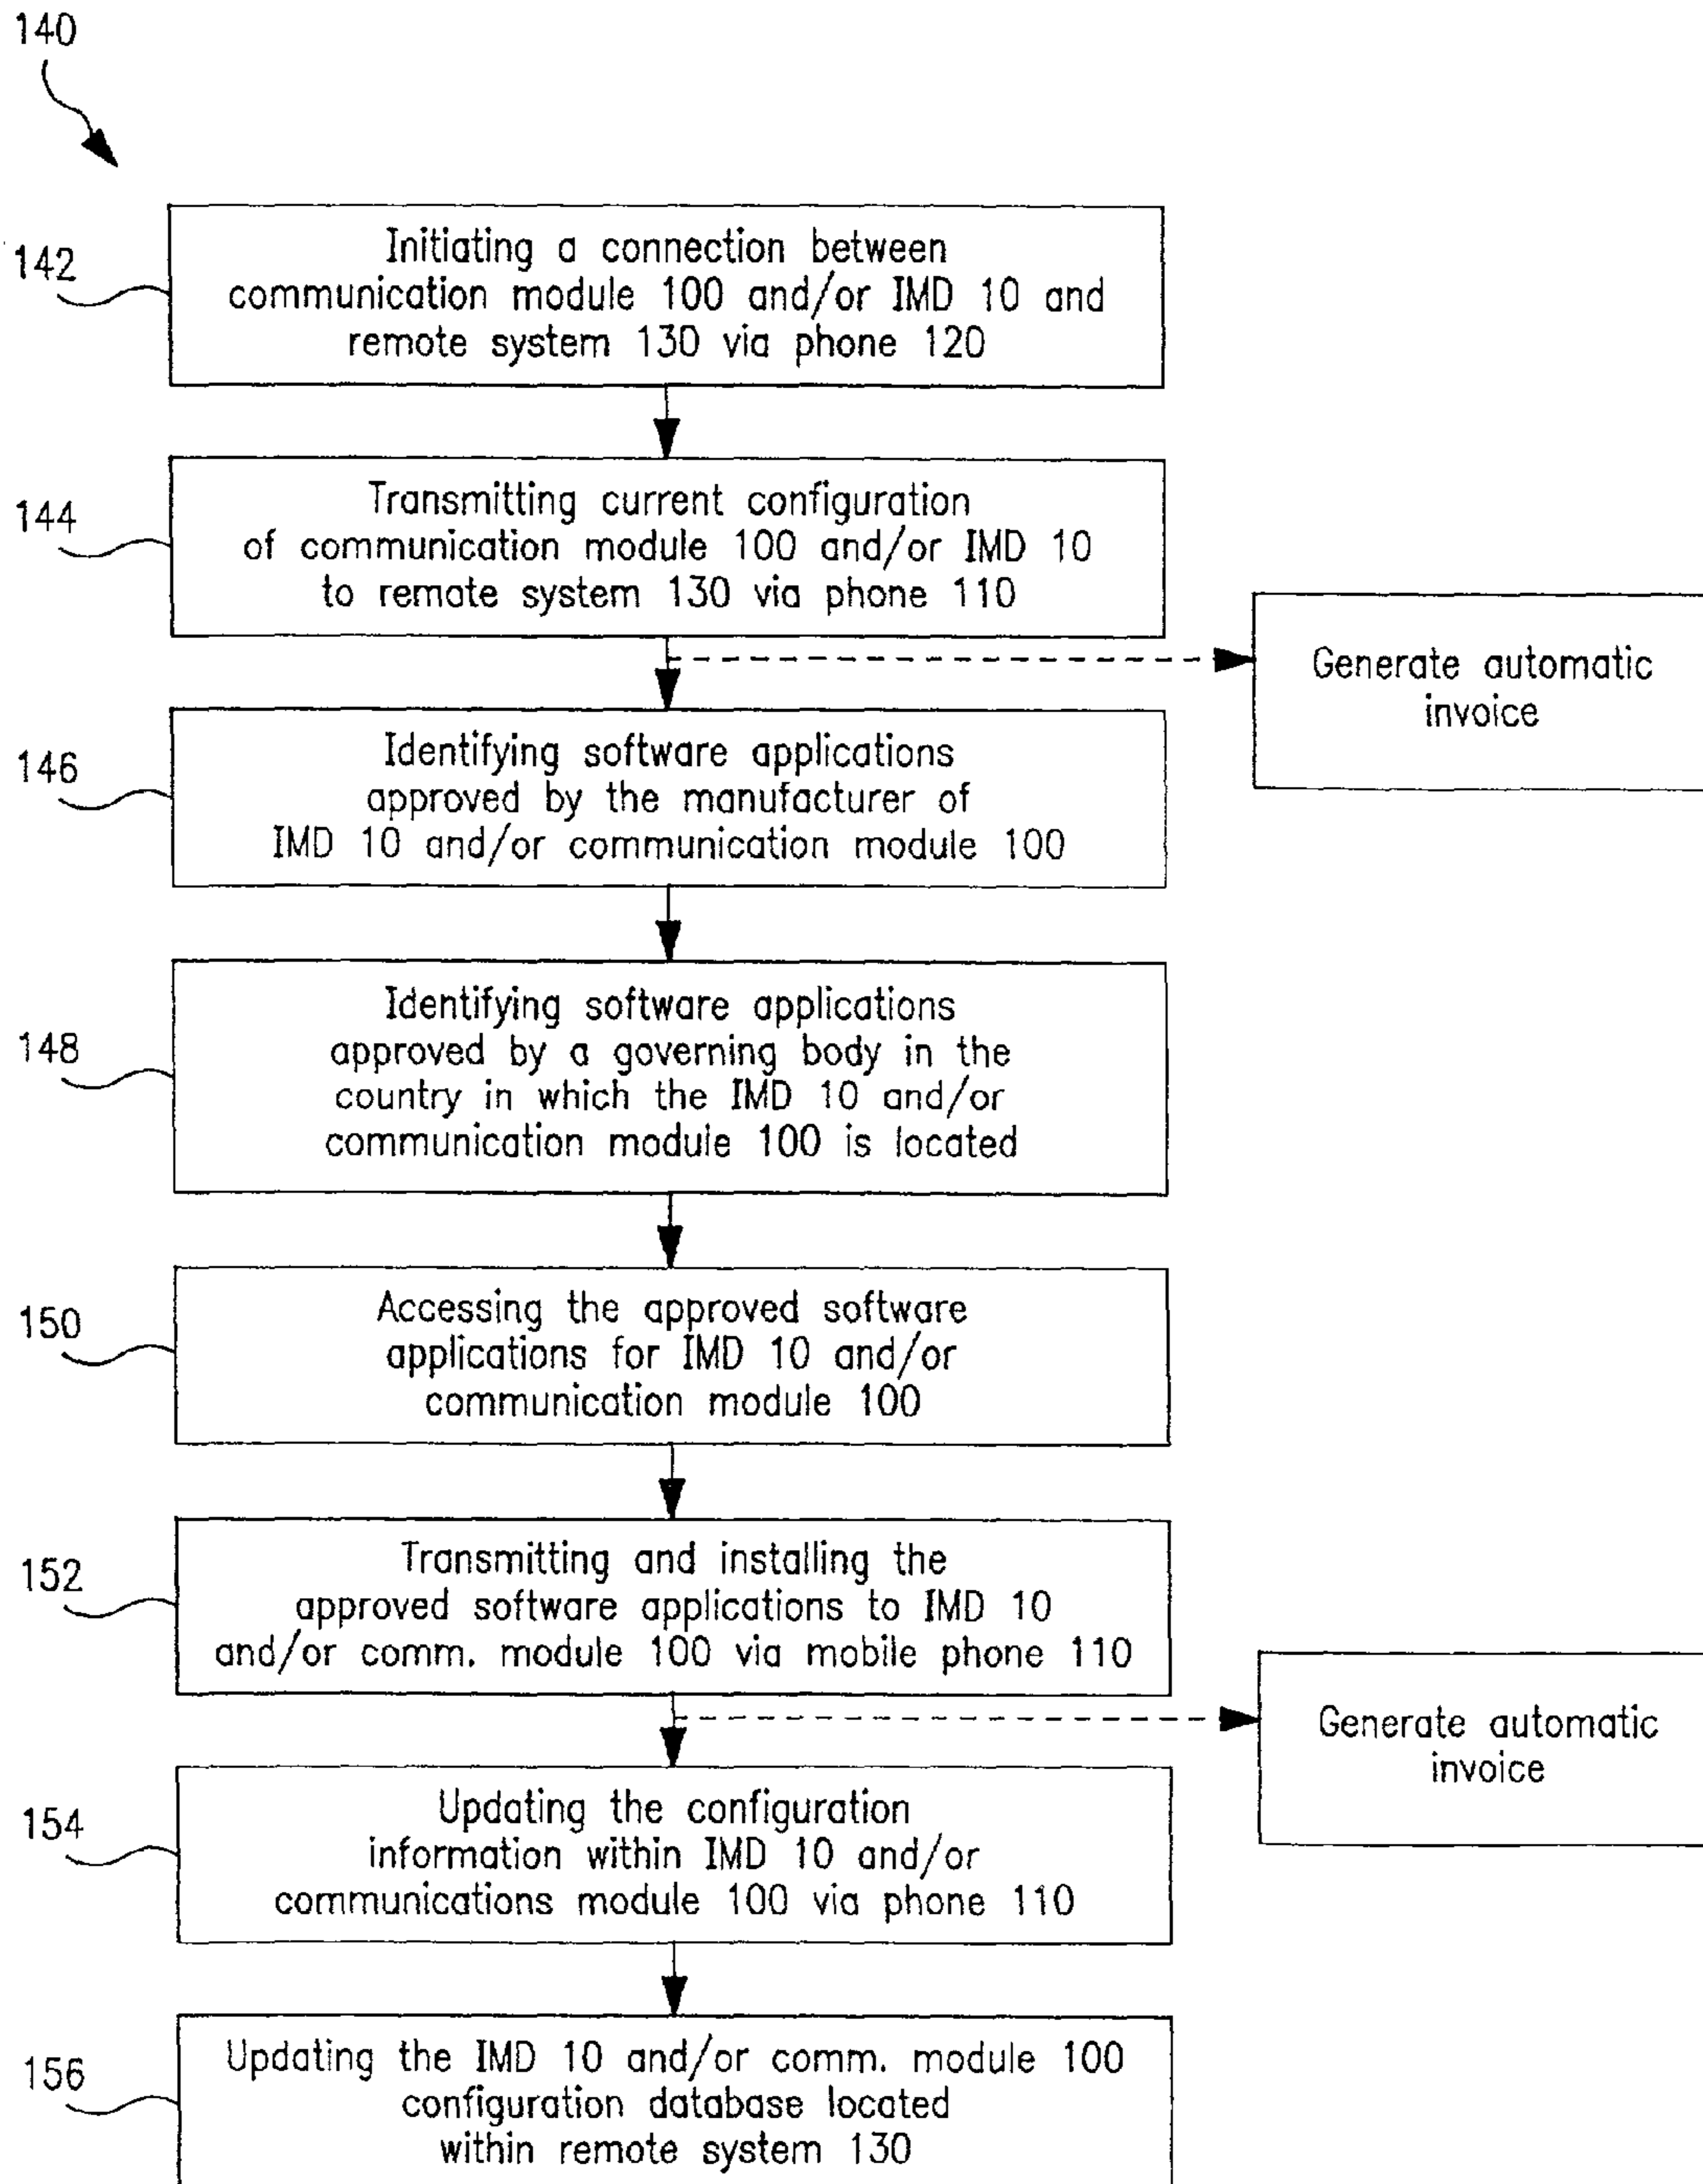 140
142
Initiating a connection between
communication module 100 and/or IMD 10 and
remote system 130 via phone 120
144
Transmitting current configuration
of communication module 100 and/or IMD 10
to remote system 130 via phone 110
Generate automatic
invoice
146
Identifying software applications
approved by the manufacturer of
IMD 10 and/or communication module 100
148
Identifying software applications
approved by a governing body in the
country in which the IMD 10 and/or
communication module 100 is located
150
Accessing the approved software
applications for IMD 10 and/or
communication module 100
152
Transmitting and installing the
approved software applications to IMD 10
and/or comm. module 100 via mobile phone 110
Generate automatic
invoice
154
Updating the configuration
information within IMD 10 and/or
communications module 100 via phone 110
156
Updating the IMD 10 and/or comm. module 100
configuration database located
within remote system 130